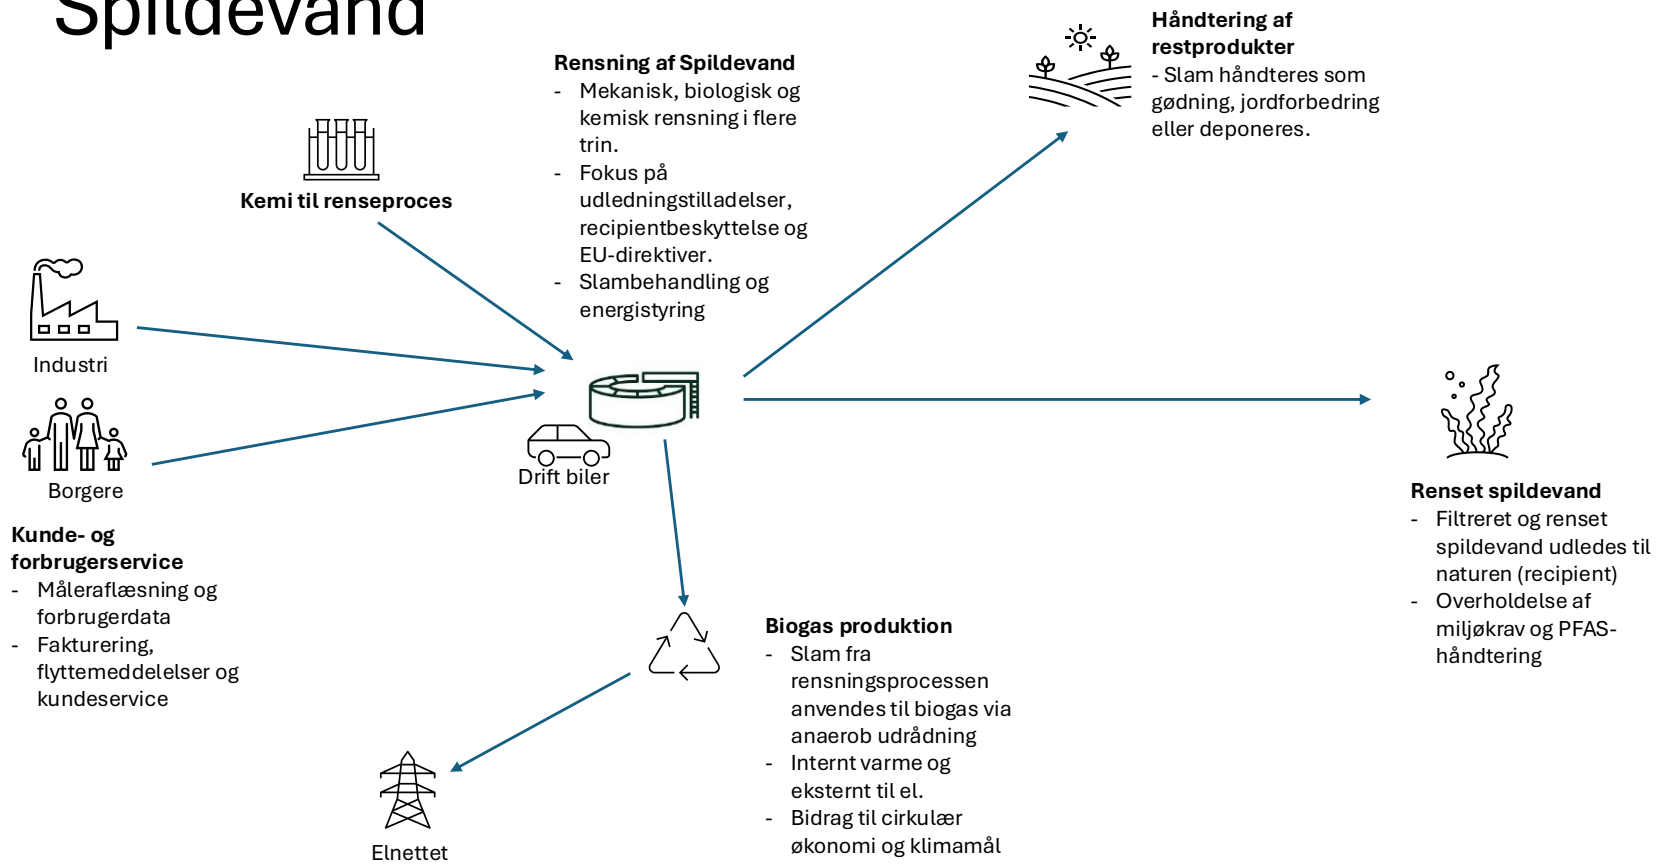 Spildevand
Håndtering af
restprodukter
- Slam håndteres som
gødning, jordforbedring
eller deponeres.
Rensning af Spildevand
- Mekanisk, biologisk og
kemisk rensning i flere
trin.
- Fokus på
udledningstilladelser,
recipientbeskyttelse og
EU-direktiver.
- Slambehandling og
energistyring
Kemi til renseproces
Industri
Borgere
Drift biler
Kunde- og
forbrugerservice
- Måleraflæsning og
forbrugerdata
- Fakturering,
flyttemeddelelser og
kundeservice
Renset spildevand
- Filtreret og renset
spildevand udledes til
naturen (recipient)
- Overholdelse af
miljøkrav og PFAS-
håndtering
Biogas produktion
- Slam fra
rensningsprocessen
anvendes til biogas via
anaerob udrådning
- Internt varme og
eksternt til el.
- Bidrag til cirkulær
økonomi og klimamål
Elnettet